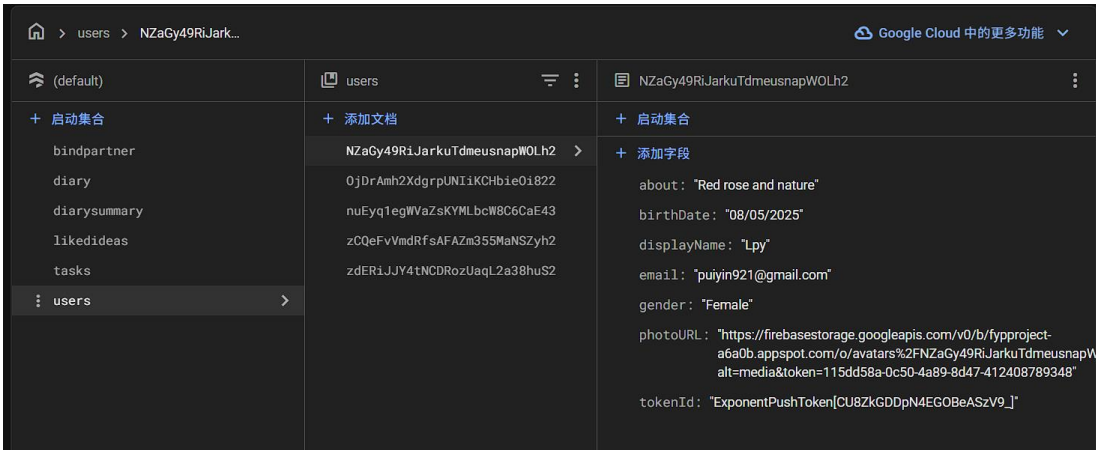 users > NZaGy49RiJark…
Google Cloud 中的更多功能
(default)
users
NZaGy49RiJarkuTdmeusnapWOLh2
+ 启动集合
+ 添加文档
+ 启动集合
bindpartner
diary
diarysummary
likedideas
tasks
users
NZaGy49RiJarkuTdmeusnapWOLh2
OjDrAmh2XdgrpUNIiKCHbieOi822
nuEyq1egWVaZsKYMLbcW8C6CaE43
zCQeFvVmdRfsAFAZm355MaNSZyh2
zdERiJJY4tNCDRozUaqL2a38huS2
+ 添加字段
about: "Red rose and nature"
birthDate: "08/05/2025"
displayName: "Lpy"
email: "puiyin921@gmail.com"
gender: "Female"
photoURL: "https://firebasestorage.googleapis.com/v0/b/fypproject-
a6a0b.appspot.com/o/avatars%2FNZaGy49RiJarkuTdmeusnapW
alt=media&token=115dd58a-0c50-4a89-8d47-412408789348"
tokenId: "ExponentPushToken[CU8ZkGDDpN4EGOBeASzV9_]"